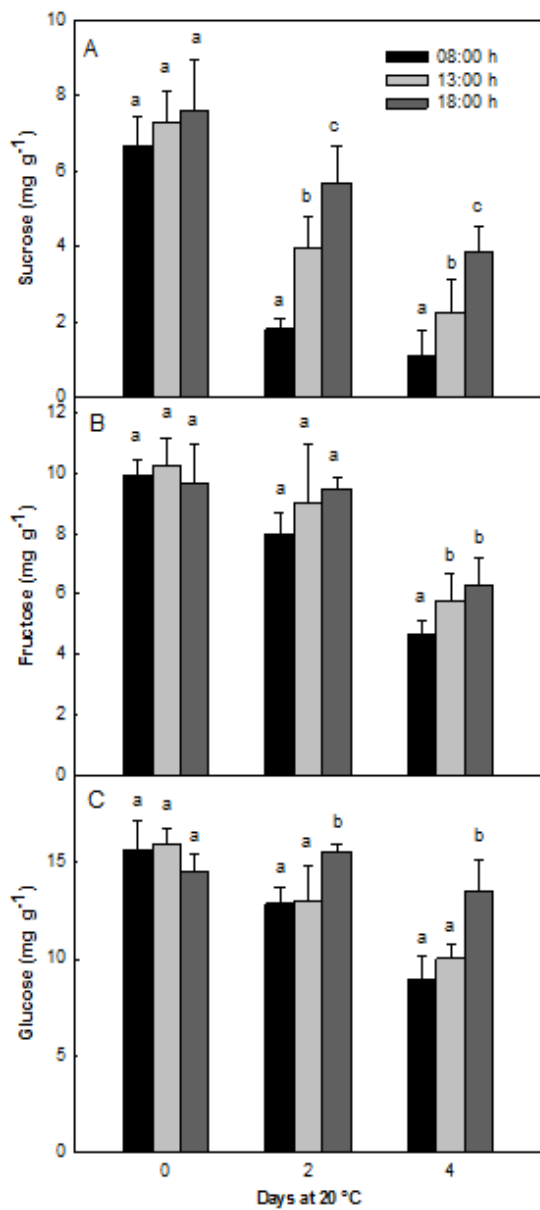 A
08:00 h
13:00 h
18:00 h
Sucrose (mg g⁻¹)
10
8
6
4
2
0
a a a
a b c
a b c
B
Fructose (mg g⁻¹)
12
10
8
6
4
2
0
a a a
a a a
a b b
C
Glucose (mg g⁻¹)
15
10
5
0
a a a
a a b
a a b
0 2 4
Days at 20 °C